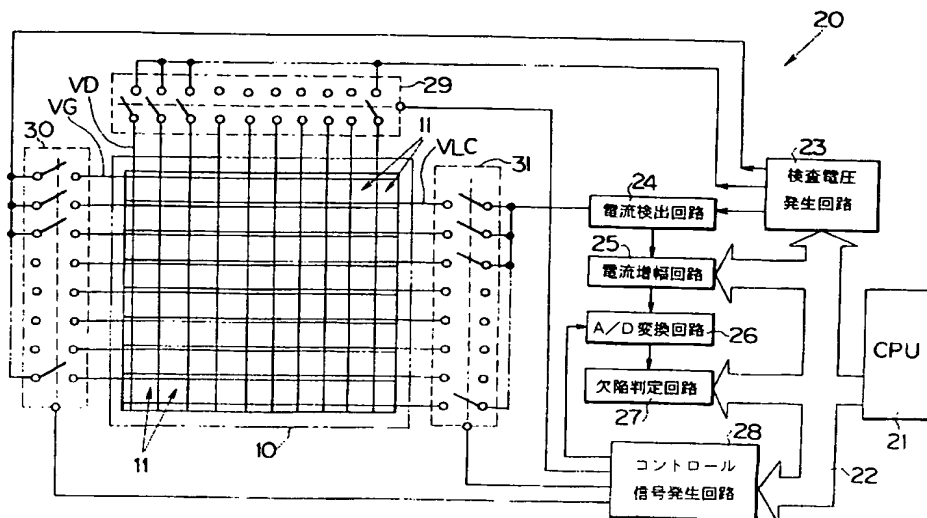 20
29
VD
VG
30
11
VLC
31
23
検査電圧
発生回路
24
電流検出回路
25
電流増幅回路
A/D変換回路
26
CPU
欠陥判定回路
27
21
28
コントロール
信号発生回路
22
11
10